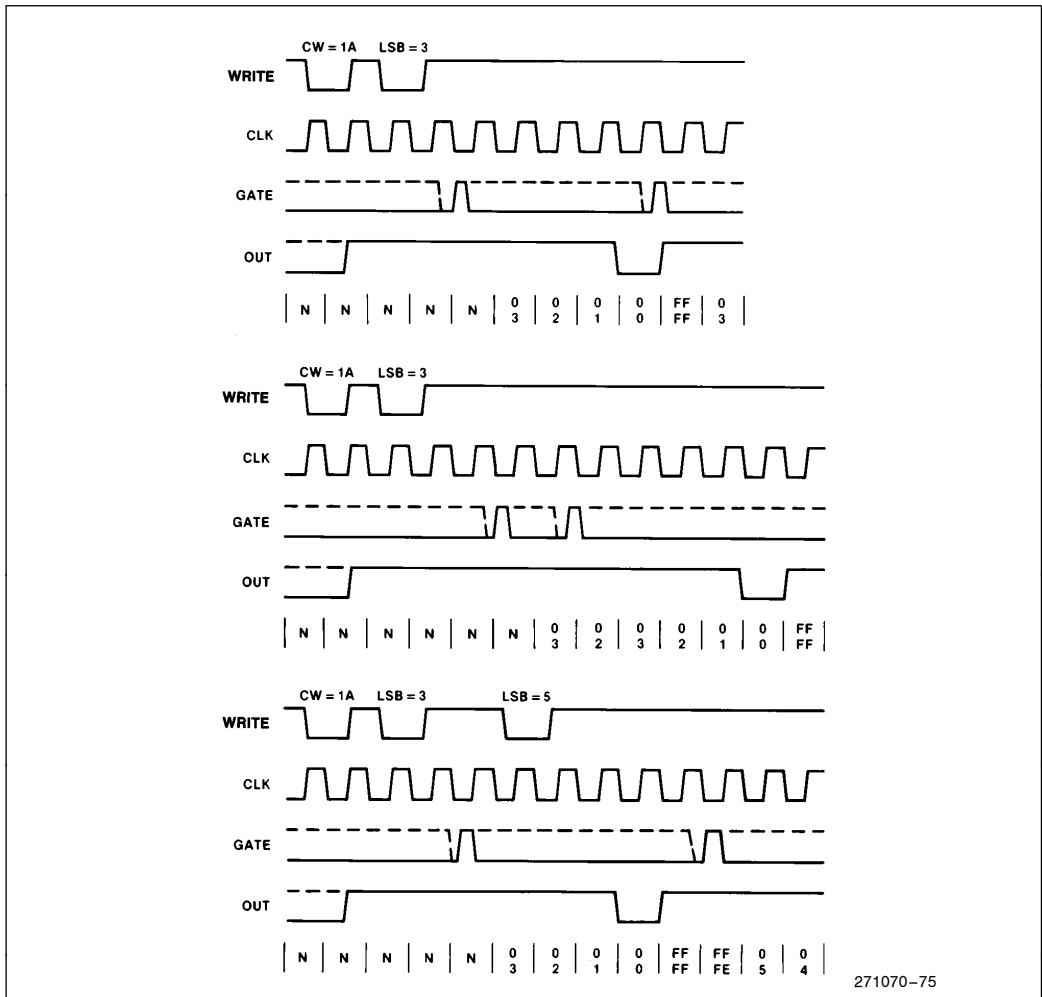 CW = 1A LSB = 3
WRITE
CLK
GATE
OUT
N N N N N 0 0 0 0 FF 0
3 2 1 0 FF 3
CW = 1A LSB = 3
WRITE
CLK
GATE
OUT
N N N N N N 0 0 0 0 0 0 FF
3 2 3 2 1 0 FF
CW = 1A LSB = 3 LSB = 5
WRITE
CLK
GATE
OUT
N N N N N 0 0 0 0 FF FF 0 0
3 2 1 0 FF FE 5 4
271070–75